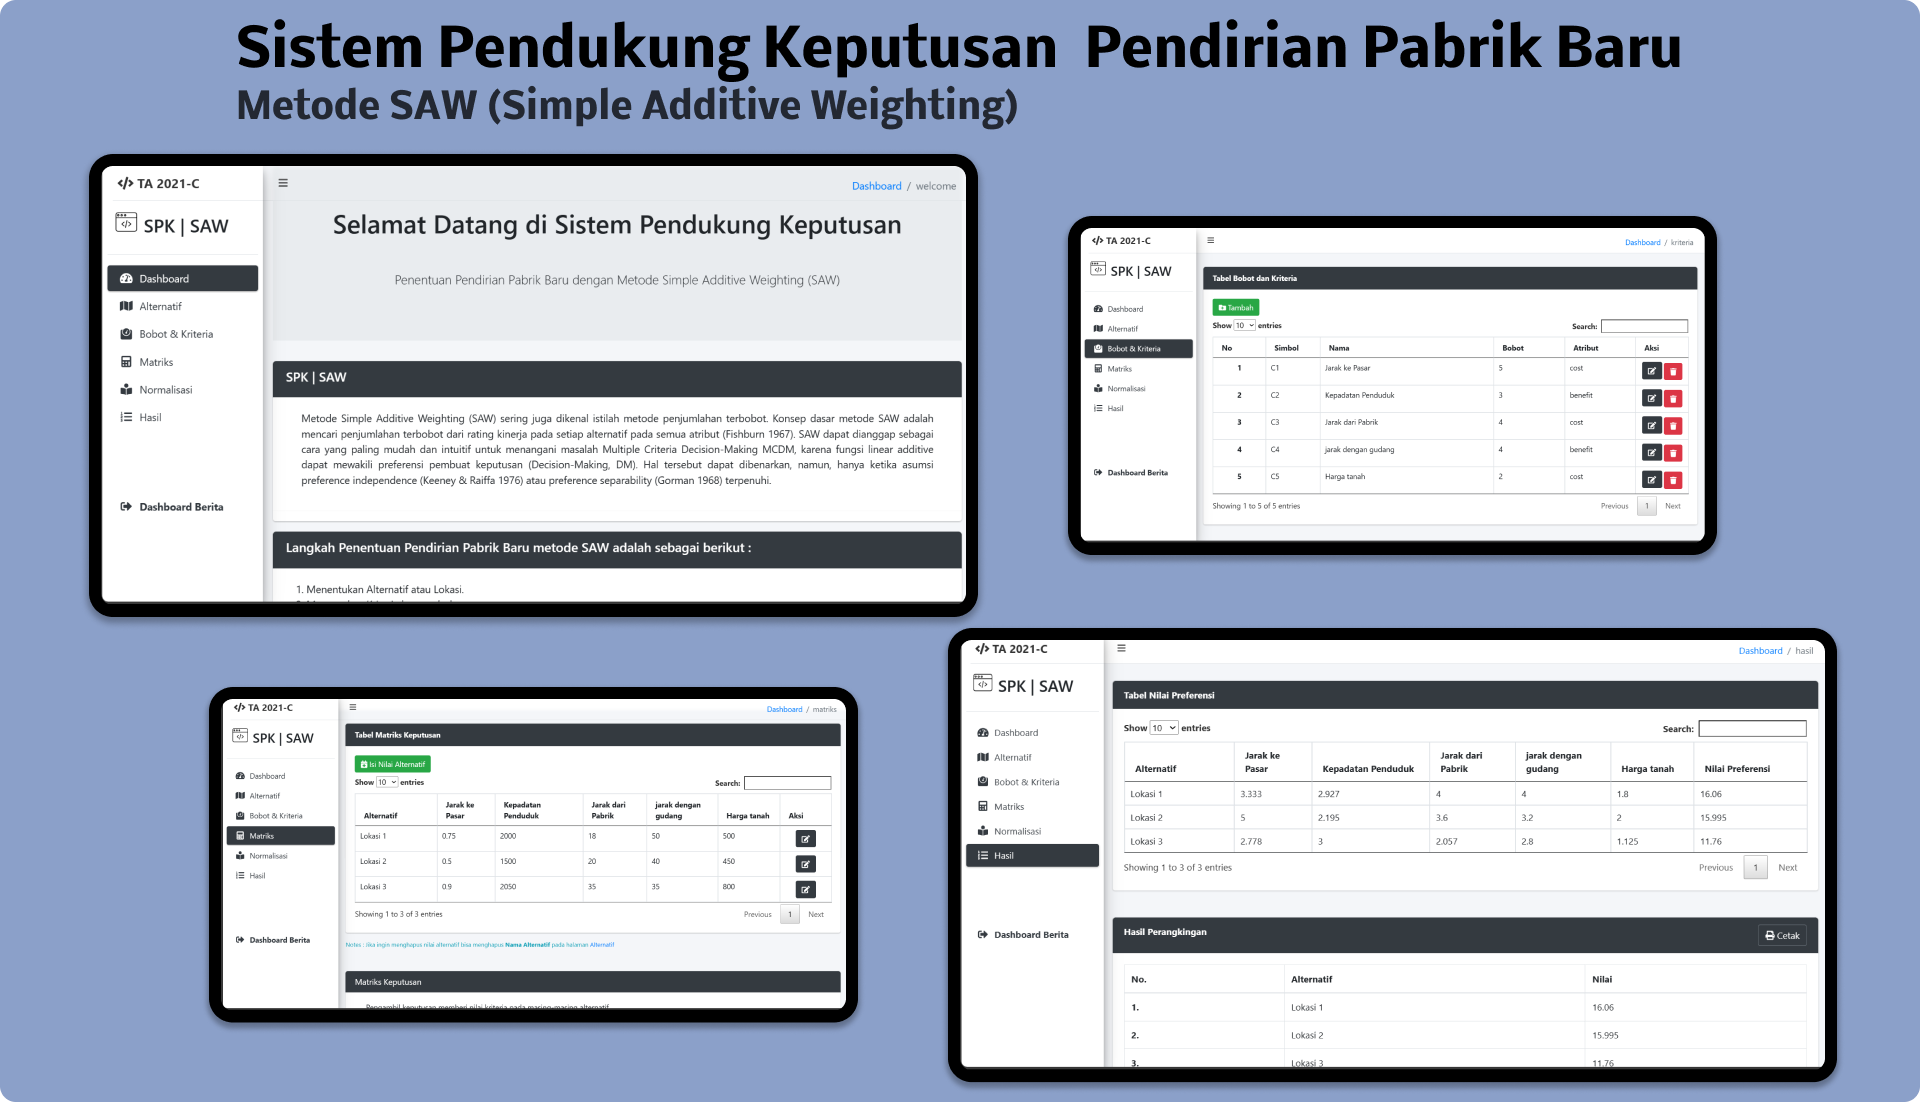 Sistem Pendukung Keputusan Pendirian Pabrik Baru
Metode SAW (Simple Additive Weighting)
</> TA 2021-C
SPK | SAW
Dashboard
Alternatif
Bobot & Kriteria
Matriks
Normalisasi
Hasil
Dashboard Berita
Dashboard / welcome
Selamat Datang di Sistem Pendukung Keputusan
Penentuan Pendirian Pabrik Baru dengan Metode Simple Additive Weighting (SAW)
SPK | SAW
Metode Simple Additive Weighting (SAW) sering juga dikenal istilah metode penjumlahan terbobot. Konsep dasar metode SAW adalah
mencari penjumlahan terbobot dari rating kinerja pada setiap alternatif pada semua atribut (Fishburn 1967). SAW dapat dianggap sebagai
cara yang paling mudah dan intuitif untuk menangani masalah Multiple Criteria Decision-Making MCDM, karena fungsi linear additive
dapat mewakili preferensi pembuat keputusan (Decision-Making, DM). Hal tersebut dapat dibenarkan, namun, hanya ketika asumsi
preference independence (Keeney & Raiffa 1976) atau preference separability (Gorman 1968) terpenuhi.
Langkah Penentuan Pendirian Pabrik Baru metode SAW adalah sebagai berikut :
1. Menentukan Alternatif atau Lokasi.
</> TA 2021-C
SPK | SAW
Dashboard
Alternatif
Bobot & Kriteria
Matriks
Normalisasi
Hasil
Dashboard Berita
Dashboard / kriteria
Tabel Bobot dan Kriteria
Tambah
Show 10 entries
Search:
No Simbol Nama Bobot Atribut Aksi
1 C1 Jarak ke Pasar 5 cost
2 C2 Kepadatan Penduduk 3 benefit
3 C3 Jarak dari Pabrik 4 cost
4 C4 jarak dengan gudang 4 benefit
5 C5 Harga tanah 2 cost
Showing 1 to 5 of 5 entries
Previous 1 Next
</> TA 2021-C
SPK | SAW
Dashboard
Alternatif
Bobot & Kriteria
Matriks
Normalisasi
Hasil
Dashboard Berita
Dashboard / matriks
Tabel Matriks Keputusan
Isi Nilai Alternatif
Show 10 entries
Search:
Alternatif Jarak ke Pasar Kepadatan Penduduk Jarak dari Pabrik jarak dengan gudang Harga tanah Aksi
Lokasi 1 0.75 2000 18 50 500
Lokasi 2 0.5 1500 20 40 450
Lokasi 3 0.9 2050 35 35 800
Showing 1 to 3 of 3 entries
Previous 1 Next
Notes : Jika ingin menghapus nilai alternatif bisa menghapus Nama Alternatif pada halaman Alternatif
Matriks Keputusan
Pengambil keputusan memberi nilai kriteria pada masing-masing alternatif
</> TA 2021-C
SPK | SAW
Dashboard
Alternatif
Bobot & Kriteria
Matriks
Normalisasi
Hasil
Dashboard Berita
Dashboard / hasil
Tabel Nilai Preferensi
Show 10 entries
Search:
Alternatif Jarak ke Pasar Kepadatan Penduduk Jarak dari Pabrik jarak dengan gudang Harga tanah Nilai Preferensi
Lokasi 1 3.333 2.927 4 4 1.8 16.06
Lokasi 2 5 2.195 3.6 3.2 2 15.995
Lokasi 3 2.778 3 2.057 2.8 1.125 11.76
Showing 1 to 3 of 3 entries
Previous 1 Next
Hasil Perangkingan
Cetak
No. Alternatif Nilai
1. Lokasi 1 16.06
2. Lokasi 2 15.995
3. Lokasi 3 11.76